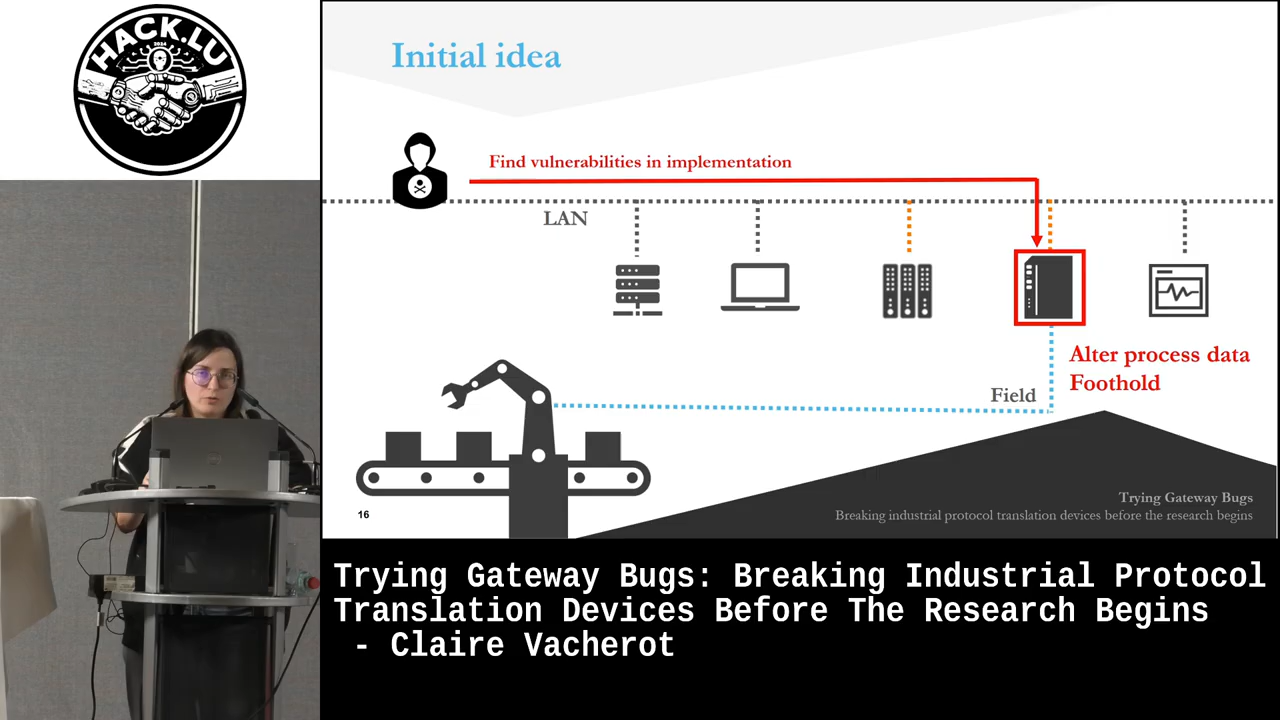 HACK.LU
2024
Initial idea
Find vulnerabilities in implementation
LAN
Alter process data
Foothold
Field
16
Trying Gateway Bugs
Breaking industrial protocol translation devices before the research begins
Trying Gateway Bugs: Breaking Industrial Protocol
Translation Devices Before The Research Begins
- Claire Vacherot